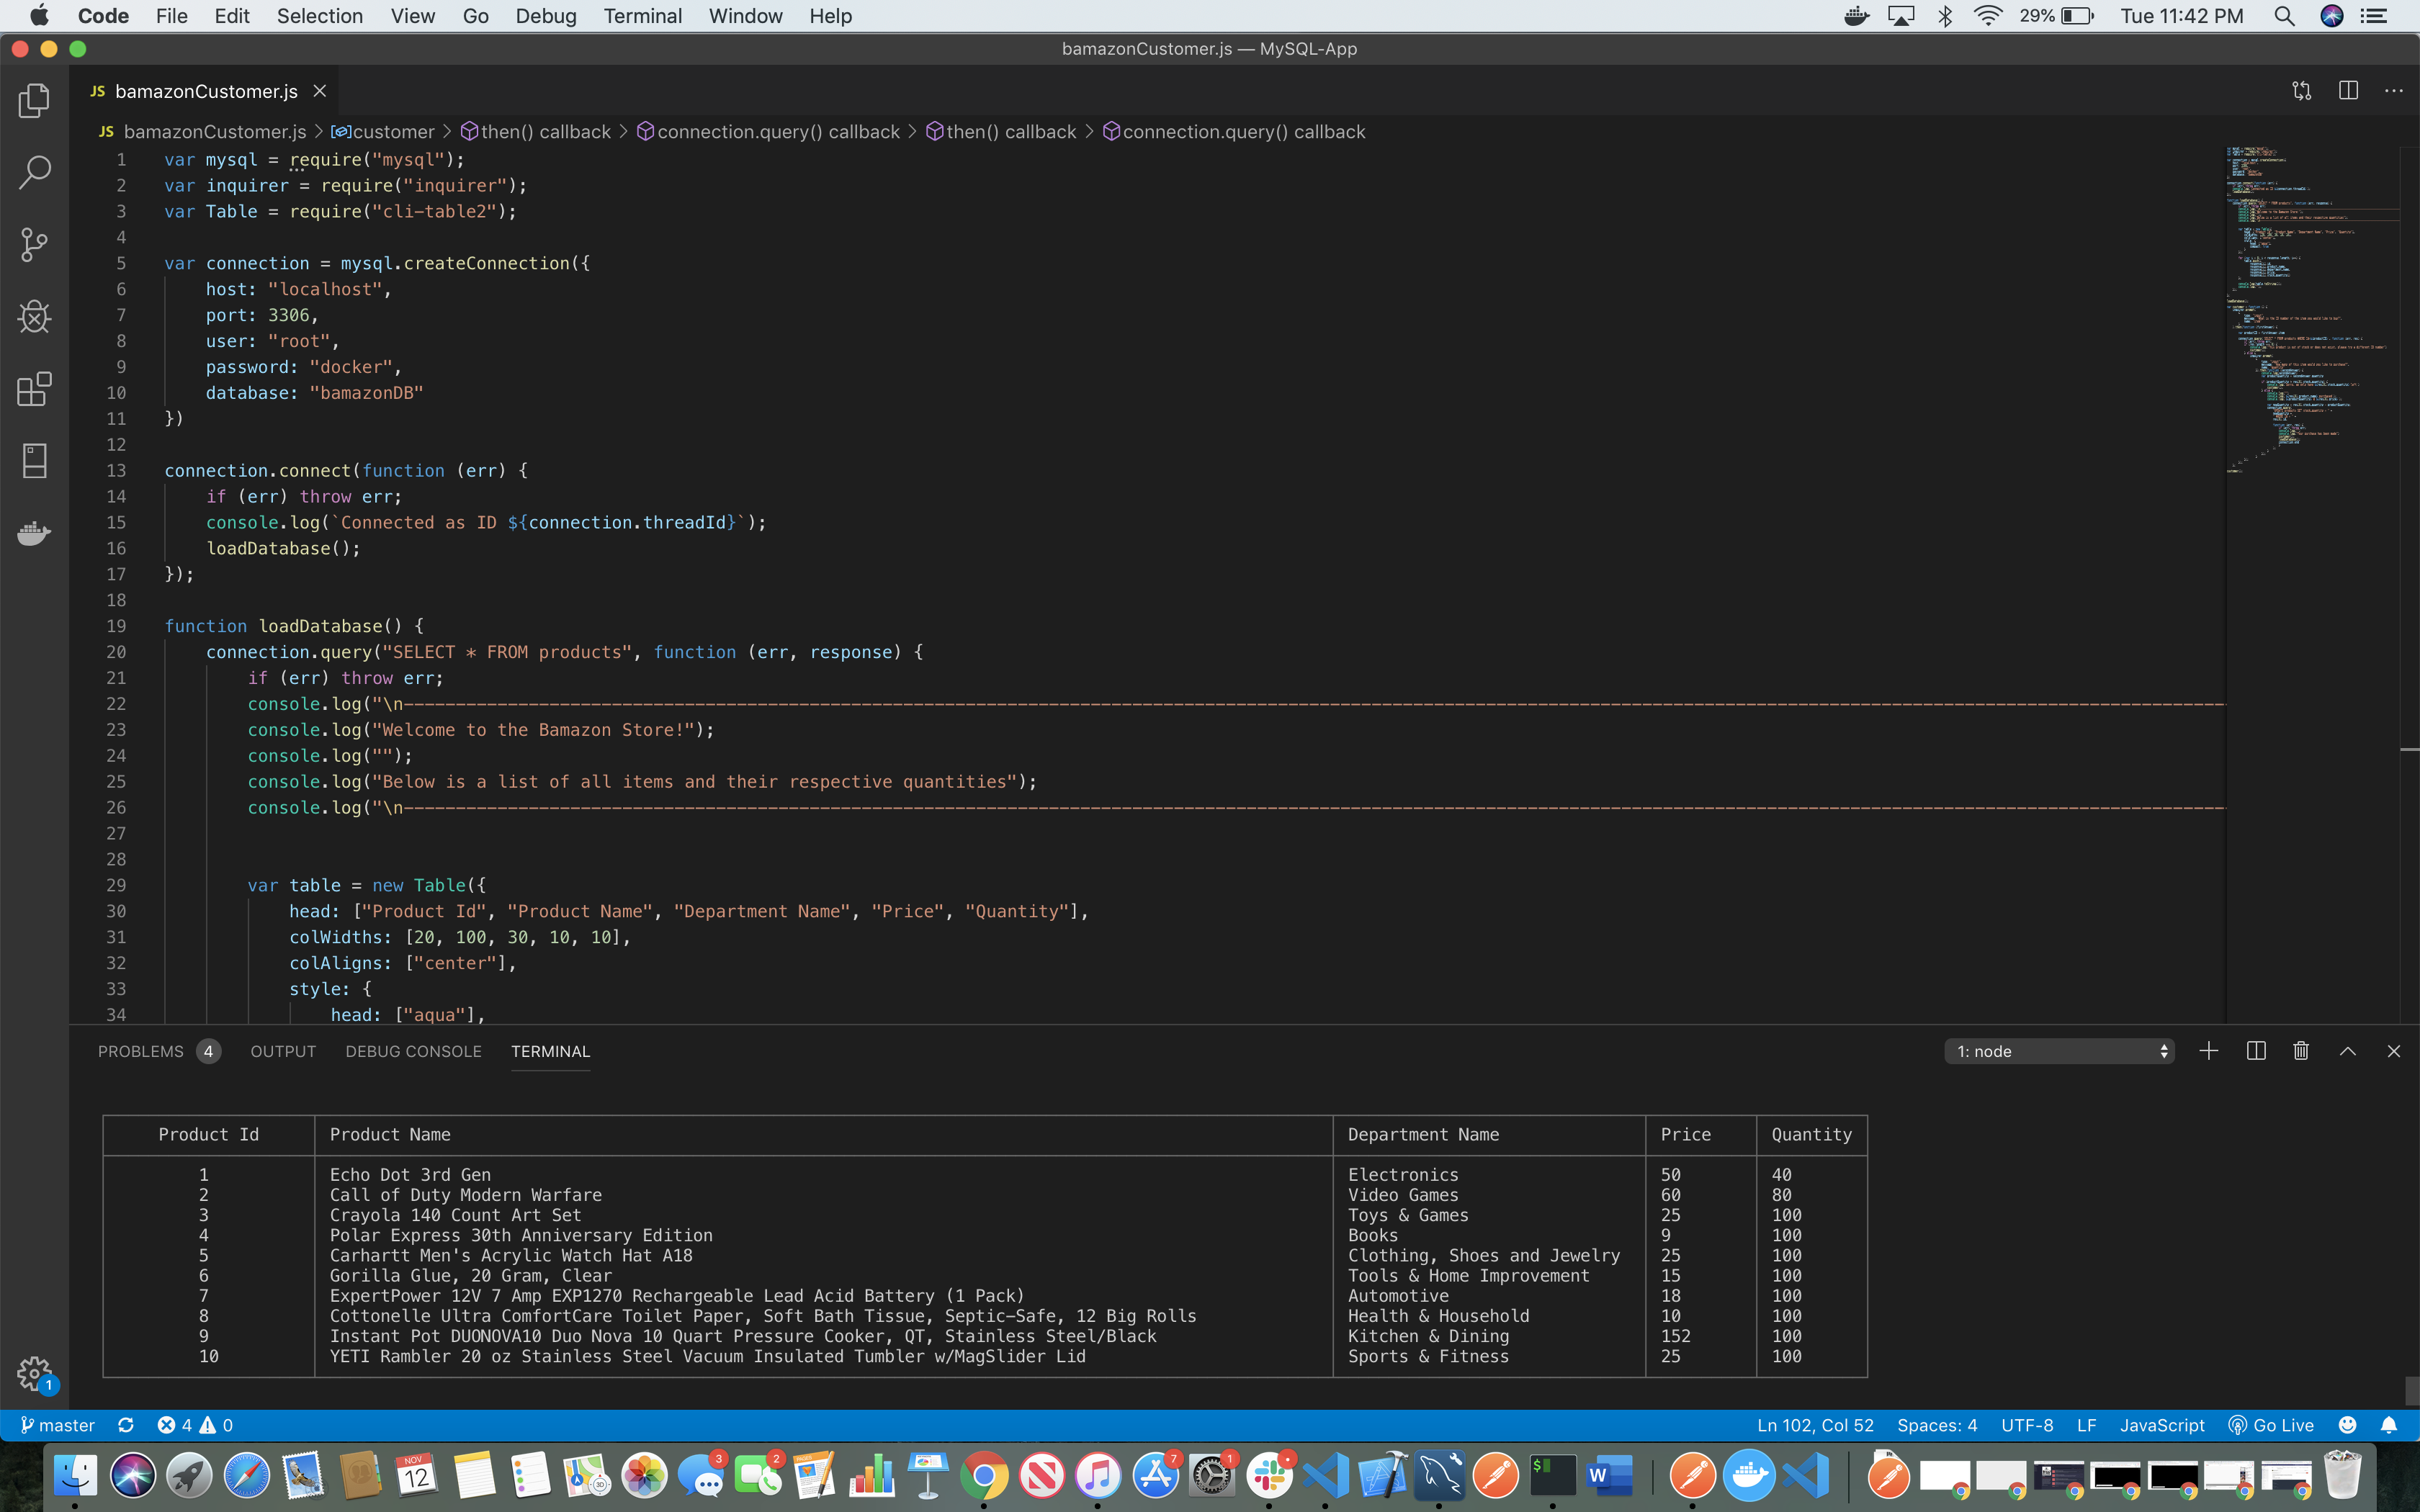 Code File Edit Selection View Go Debug Terminal Window Help 29% Tue 11:42 PM
bamazonCustomer.js — MySQL-App
JS bamazonCustomer.js
JS bamazonCustomer.js > customer > then() callback > connection.query() callback > then() callback > connection.query() callback
1 var mysql = require("mysql");
2 var inquirer = require("inquirer");
3 var Table = require("cli-table2");
4
5 var connection = mysql.createConnection({
6 host: "localhost",
7 port: 3306,
8 user: "root",
9 password: "docker",
10 database: "bamazonDB"
11 })
12
13 connection.connect(function (err) {
14 if (err) throw err;
15 console.log(`Connected as ID ${connection.threadId}`);
16 loadDatabase();
17 });
18
19 function loadDatabase() {
20 connection.query("SELECT * FROM products", function (err, response) {
21 if (err) throw err;
22 console.log("\n----------------------------------------
23 console.log("Welcome to the Bamazon Store!");
24 console.log("");
25 console.log("Below is a list of all items and their respective quantities");
26 console.log("\n----------------------------------------
27
28
29 var table = new Table({
30 head: ["Product Id", "Product Name", "Department Name", "Price", "Quantity"],
31 colWidths: [20, 100, 30, 10, 10],
32 colAligns: ["center"],
33 style: {
34 head: ["aqua"],
PROBLEMS 4 OUTPUT DEBUG CONSOLE TERMINAL 1: node
Product Id Product Name Department Name Price Quantity
1 Echo Dot 3rd Gen Electronics 50 40
2 Call of Duty Modern Warfare Video Games 60 80
3 Crayola 140 Count Art Set Toys & Games 25 100
4 Polar Express 30th Anniversary Edition Books 9 100
5 Carhartt Men's Acrylic Watch Hat A18 Clothing, Shoes and Jewelry 25 100
6 Gorilla Glue, 20 Gram, Clear Tools & Home Improvement 15 100
7 ExpertPower 12V 7 Amp EXP1270 Rechargeable Lead Acid Battery (1 Pack) Automotive 18 100
8 Cottonelle Ultra ComfortCare Toilet Paper, Soft Bath Tissue, Septic-Safe, 12 Big Rolls Health & Household 10 100
9 Instant Pot DUONOVA10 Duo Nova 10 Quart Pressure Cooker, QT, Stainless Steel/Black Kitchen & Dining 152 100
10 YETI Rambler 20 oz Stainless Steel Vacuum Insulated Tumbler w/MagSlider Lid Sports & Fitness 25 100
1
master 4 0 Ln 102, Col 52 Spaces: 4 UTF-8 LF JavaScript Go Live
NOV 12 3 2 7 1 $ W